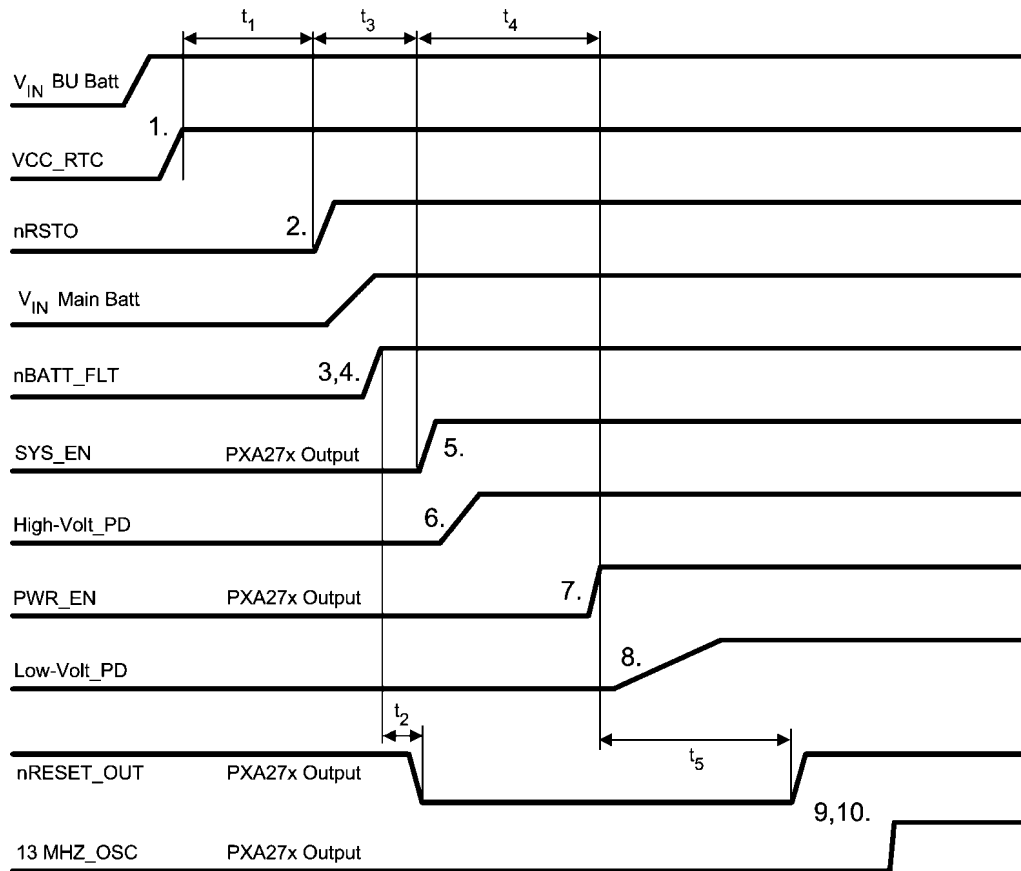 t1 t3 t4
VIN BU Batt
1.
VCC_RTC
nRSTO 2.
VIN Main Batt
nBATT_FLT 3,4.
SYS_EN PXA27x Output 5.
High-Volt_PD 6.
PWR_EN PXA27x Output 7.
Low-Volt_PD 8.
t2
t5
nRESET_OUT PXA27x Output
9,10.
13 MHZ_OSC PXA27x Output